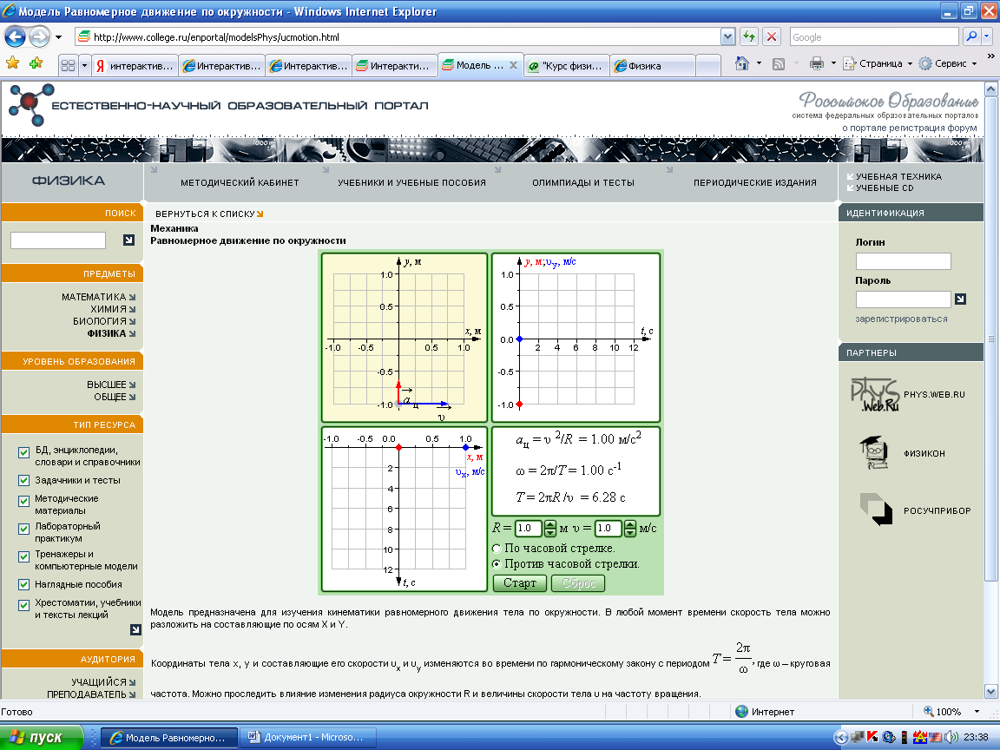 Модель Равномерное движение по окружности - Windows Internet Explorer
http://www.college.ru/enportal/modelsPhys/ucmotion.html
Google
интерактив...
Интерактив...
Интерактив...
Интеракти...
Модель ...
"Курс физи...
Физика
Страница
Сервис
ЕСТЕСТВЕННО-НАУЧНЫЙ ОБРАЗОВАТЕЛЬНЫЙ ПОРТАЛ
Российское Образование
система федеральных образовательных порталов
о портале регистрация форум
ФИЗИКА
МЕТОДИЧЕСКИЙ КАБИНЕТ
УЧЕБНИКИ И УЧЕБНЫЕ ПОСОБИЯ
ОЛИМПИАДЫ И ТЕСТЫ
ПЕРИОДИЧЕСКИЕ ИЗДАНИЯ
УЧЕБНАЯ ТЕХНИКА
УЧЕБНЫЕ CD
ПОИСК
ПРЕДМЕТЫ
МАТЕМАТИКА
ХИМИЯ
БИОЛОГИЯ
ФИЗИКА
УРОВЕНЬ ОБРАЗОВАНИЯ
ВЫСШЕЕ
ОБЩЕЕ
ТИП РЕСУРСА
БД, энциклопедии,
словари и справочники
Задачники и тесты
Методические
материалы
Лабораторный
практикум
Тренажеры и
компьютерные модели
Наглядные пособия
Хрестоматии, учебники
и тексты лекций
АУДИТОРИЯ
УЧАЩИЙСЯ
ПРЕПОДАВАТЕЛЬ
ВЕРНУТЬСЯ К СПИСКУ
Механика
Равномерное движение по окружности
y, м
1.0
0.5
x, м
-1.0 -0.5 0.5 1.0
-0.5
-1.0
aц
υ
y, м;υy, м/с
1.0
0.5
t, с
0.0
2 4 6 8 10 12
-0.5
-1.0
-1.0 0.0 0.5 1.0
x, м
υx, м/с
2
4
6
8
10
12
t, с
aц = υ²/R = 1.00 м/с²
ω = 2π/T = 1.00 с⁻¹
T = 2πR/υ = 6.28 с
R = 1.0 м υ = 1.0 м/с
По часовой стрелке.
Против часовой стрелки.
Старт
Сброс
Модель предназначена для изучения кинематики равномерного движения тела по окружности. В любой момент времени скорость тела можно
разложить на составляющие по осям X и Y.
Координаты тела x, y и составляющие его скорости υx и υy изменяются во времени по гармоническому закону с периодом T = 2π/ω, где ω – круговая
частота. Можно проследить влияние изменения радиуса окружности R и величины скорости тела υ на частоту вращения.
ИДЕНТИФИКАЦИЯ
Логин
Пароль
зарегистрироваться
ПАРТНЕРЫ
PHYS
.Web.Ru
PHYS.WEB.RU
ФИЗИКОН
РОСУЧПРИБОР
Готово
Интернет
100%
пуск
Модель Равномерно...
Документ1 - Microso...
23:38